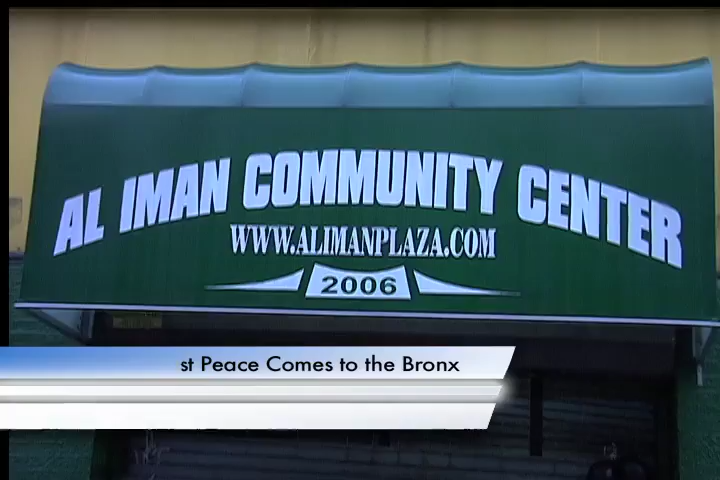 AL IMAN COMMUNITY CENTER
WWW.ALIMANPLAZA.COM
2006
st Peace Comes to the Bronx